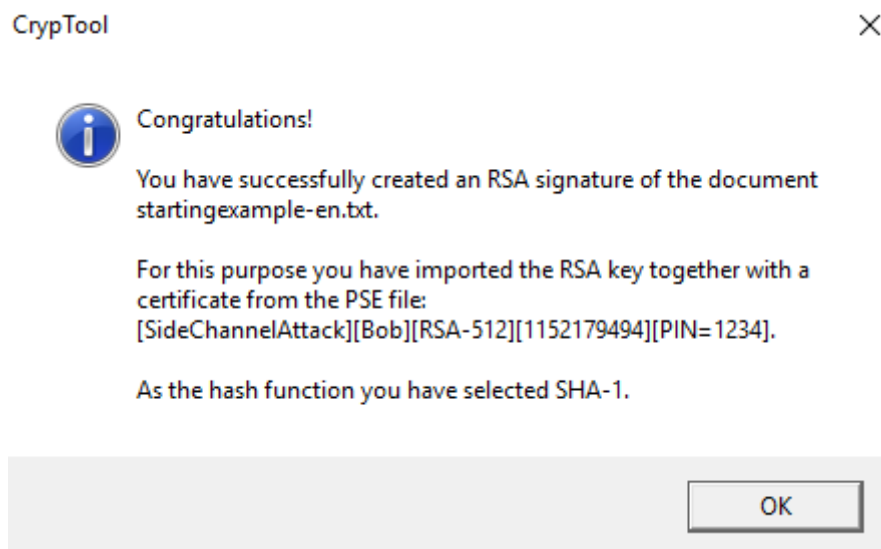 CrypTool
Congratulations!
You have successfully created an RSA signature of the document
startingexample-en.txt.
For this purpose you have imported the RSA key together with a
certificate from the PSE file:
[SideChannelAttack][Bob][RSA-512][1152179494][PIN=1234].
As the hash function you have selected SHA-1.
OK